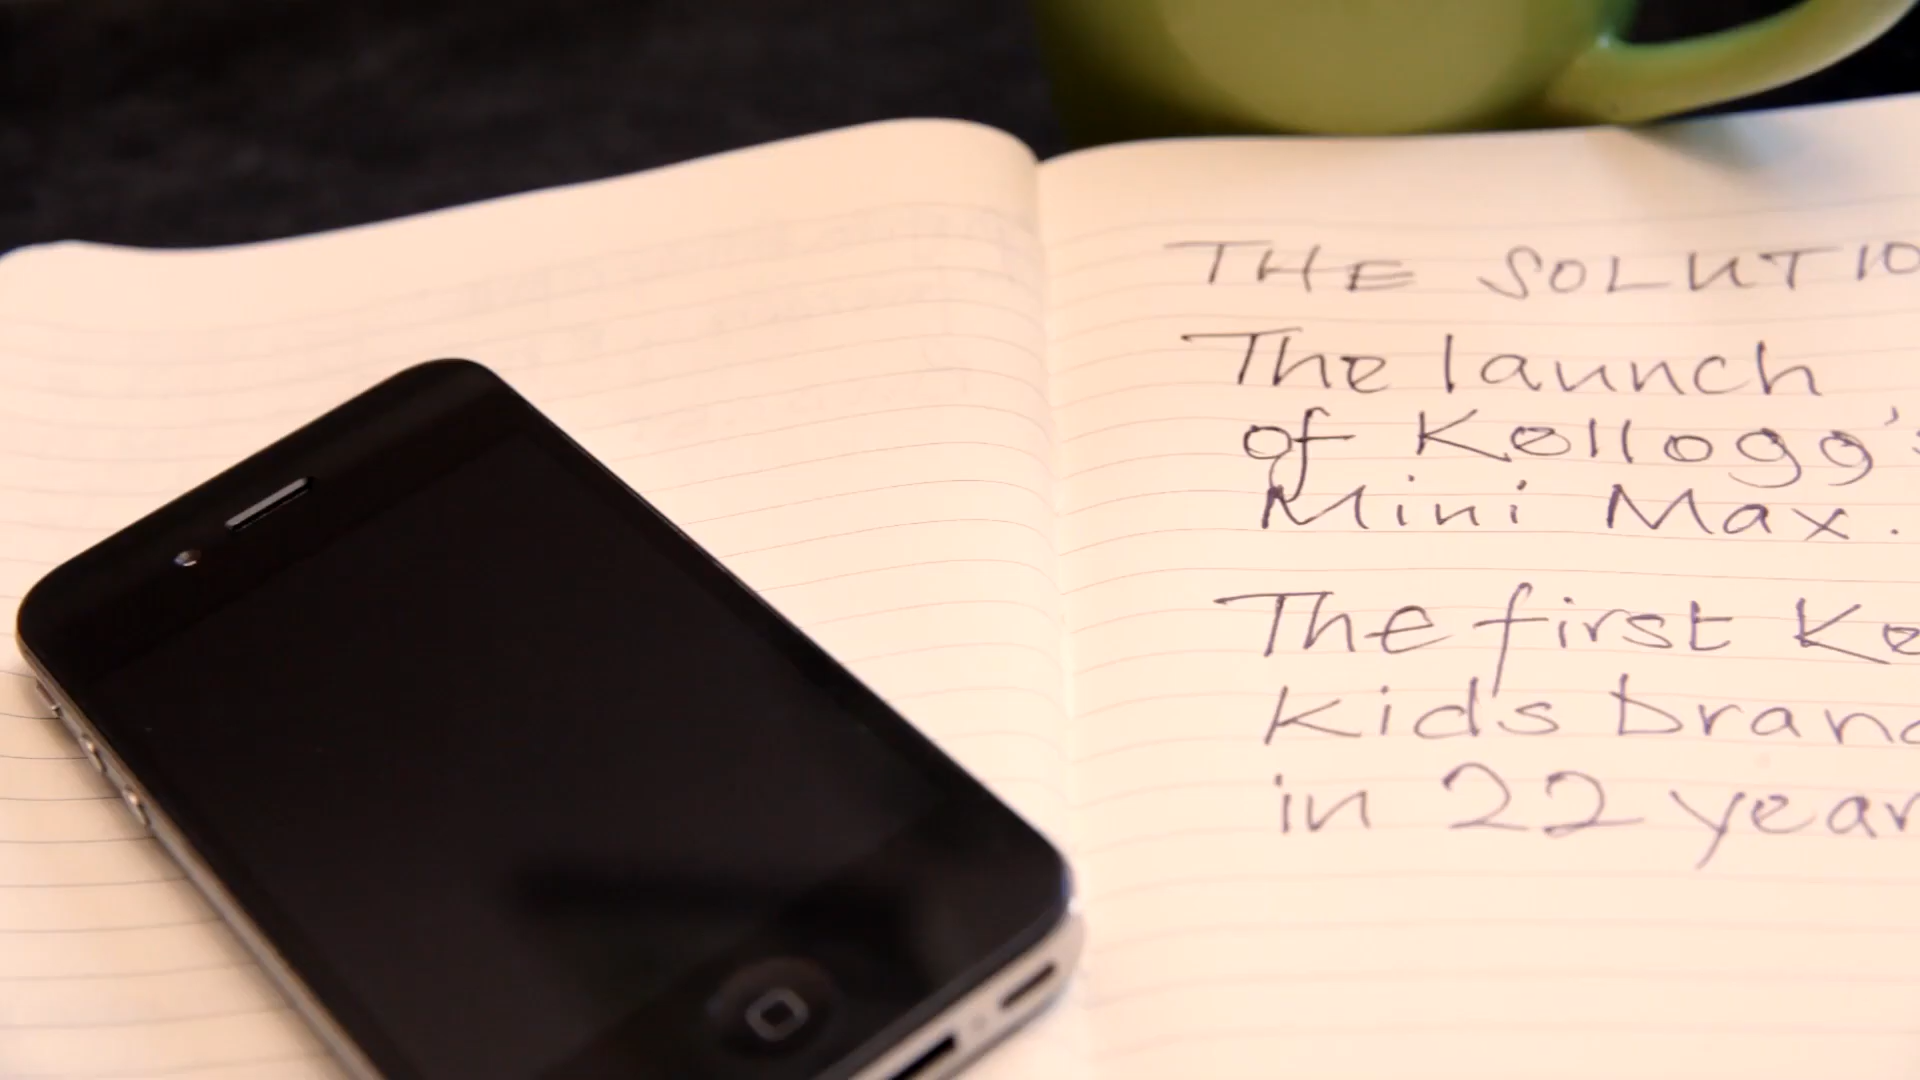 THE SOLUTIO
The launch
of Kellogg's
Mini Max.
The first Ke
Kids brand
in 22 year